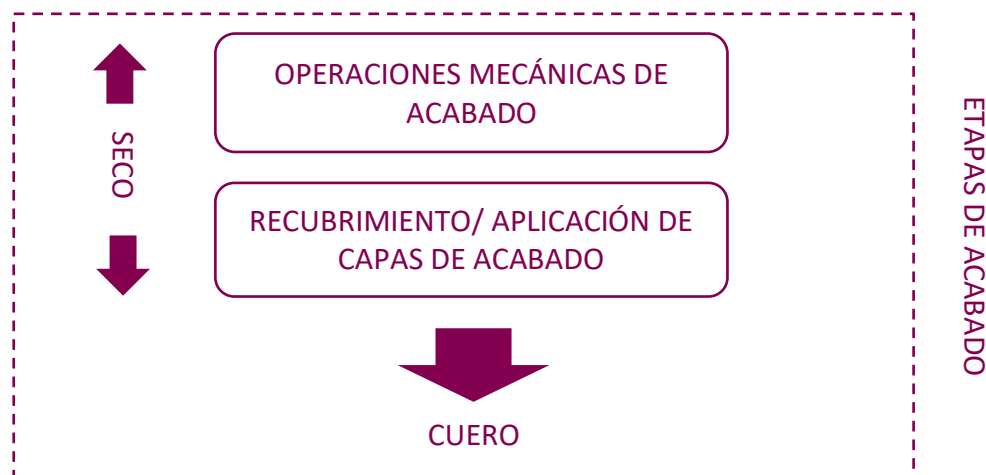 OPERACIONES MECÁNICAS DE
ACABADO
SECO
RECUBRIMIENTO/ APLICACIÓN DE
CAPAS DE ACABADO
CUERO
ETAPAS DE ACABADO